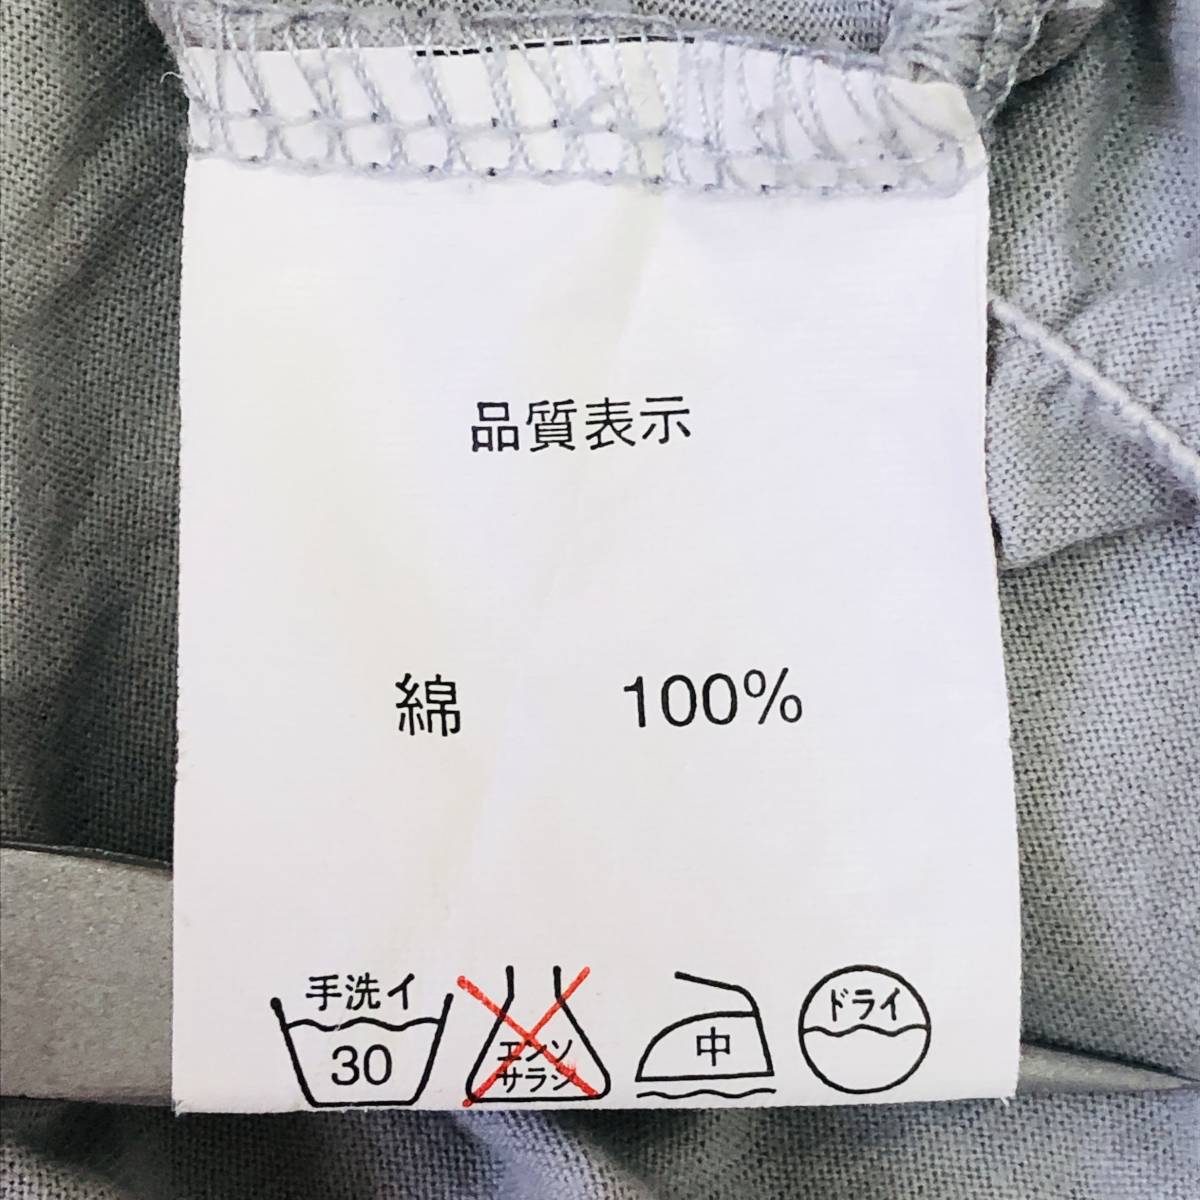 品質表示
綿 100%
手洗イ
30
エンソ
サラシ
中
ドライ